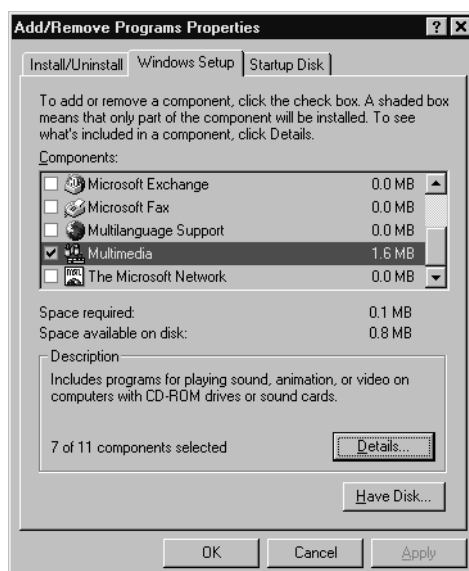 Add/Remove Programs Properties
Install/Uninstall Windows Setup Startup Disk
To add or remove a component, click the check box. A shaded box
means that only part of the component will be installed. To see
what's included in a component, click Details.
Components:
Microsoft Exchange 0.0 MB
Microsoft Fax 0.0 MB
Multilanguage Support 0.0 MB
Multimedia 1.6 MB
The Microsoft Network 0.0 MB
Space required: 0.1 MB
Space available on disk: 0.8 MB
Description
Includes programs for playing sound, animation, or video on
computers with CD-ROM drives or sound cards.
7 of 11 components selected Details...
Have Disk...
OK Cancel Apply